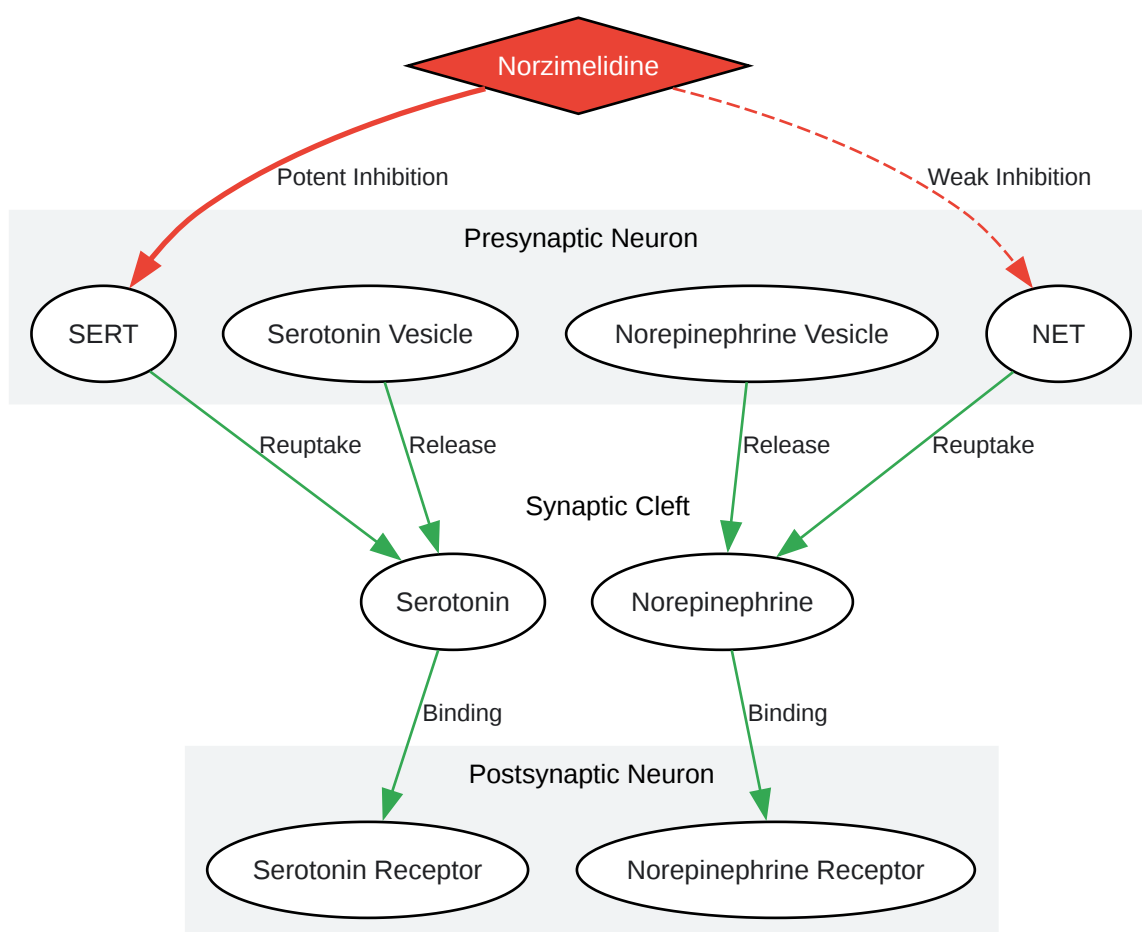 Norzimelidine
Potent Inhibition
Weak Inhibition
Presynaptic Neuron
SERT
Serotonin Vesicle
Norepinephrine Vesicle
NET
Reuptake
Release
Release
Reuptake
Synaptic Cleft
Serotonin
Norepinephrine
Binding
Binding
Postsynaptic Neuron
Serotonin Receptor
Norepinephrine Receptor